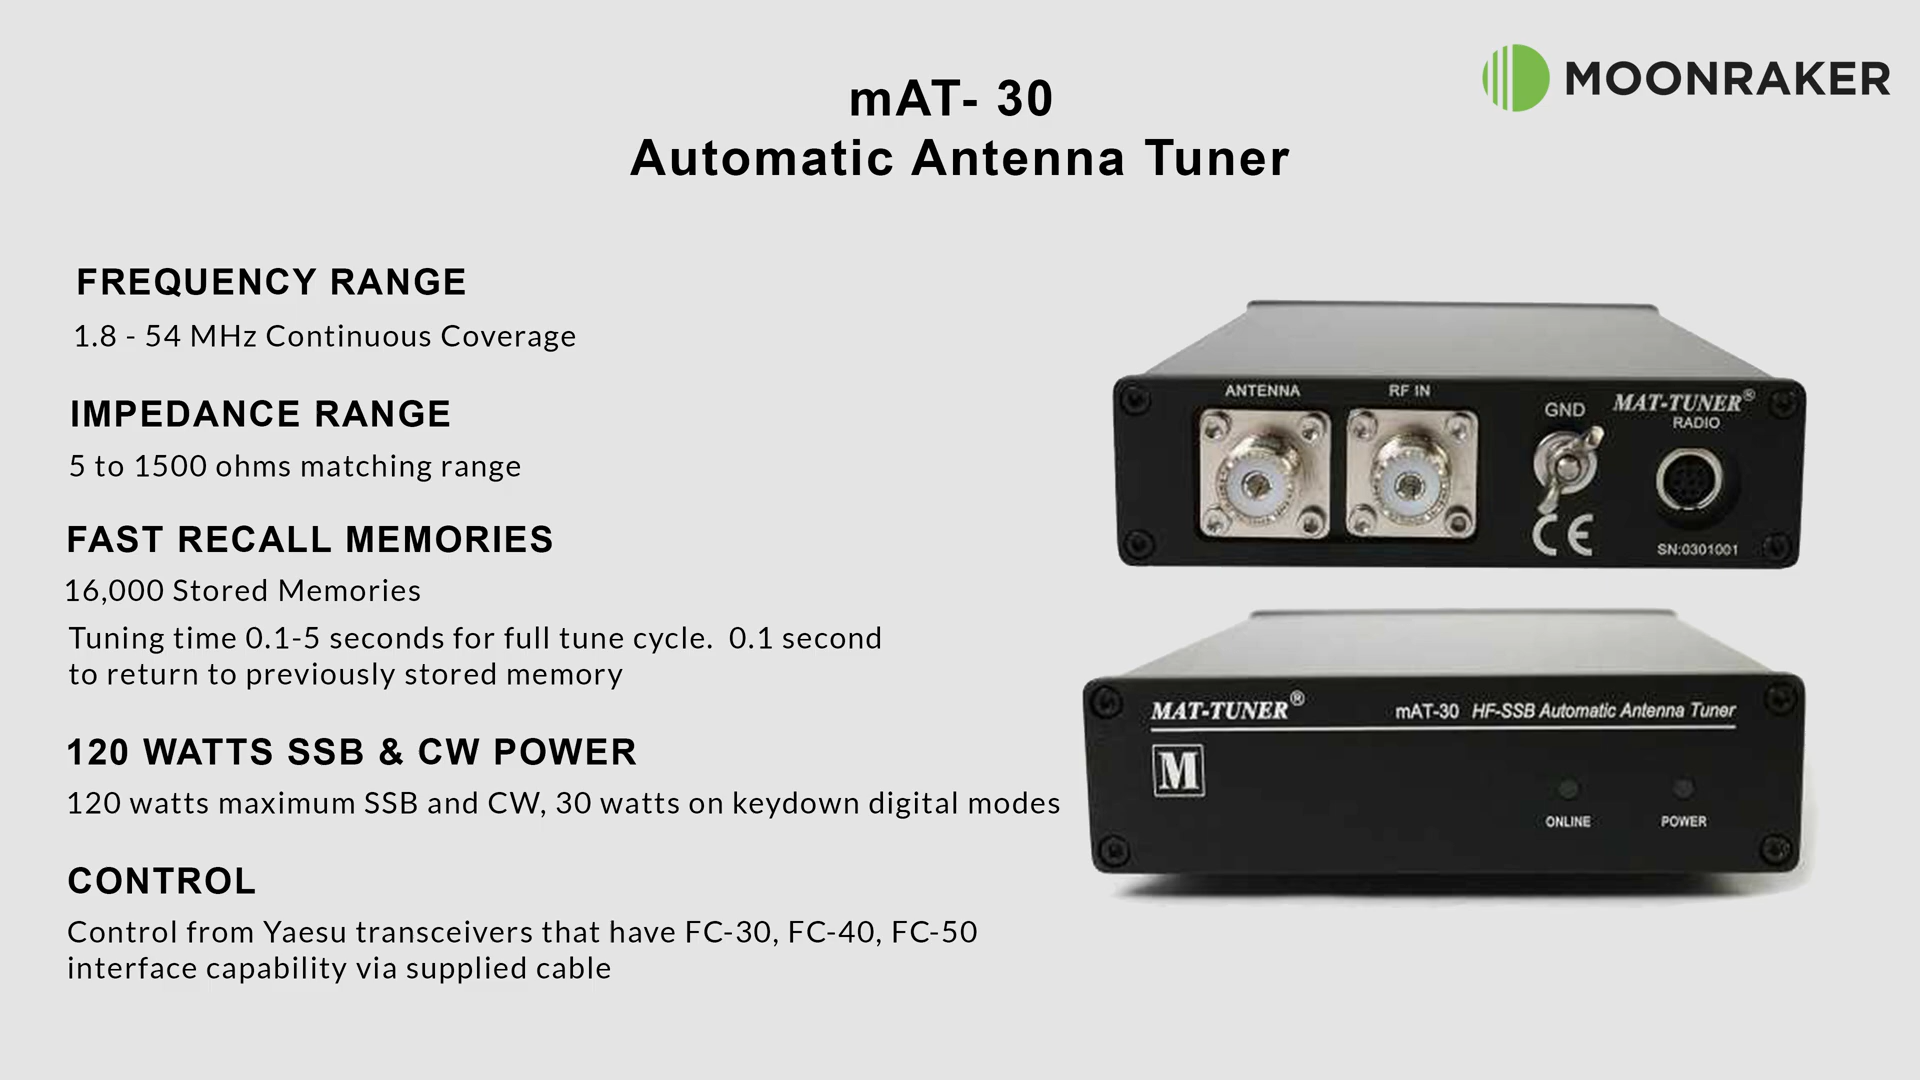 MOONRAKER
mAT- 30
Automatic Antenna Tuner
FREQUENCY RANGE
1.8 - 54 MHz Continuous Coverage
IMPEDANCE RANGE
5 to 1500 ohms matching range
FAST RECALL MEMORIES
16,000 Stored Memories
Tuning time 0.1-5 seconds for full tune cycle. 0.1 second
to return to previously stored memory
120 WATTS SSB & CW POWER
120 watts maximum SSB and CW, 30 watts on keydown digital modes
CONTROL
Control from Yaesu transceivers that have FC-30, FC-40, FC-50
interface capability via supplied cable
ANTENNA
RF IN
GND
MAT-TUNER®
RADIO
CE
SN:0301001
MAT-TUNER®
mAT-30 HF-SSB Automatic Antenna Tuner
M
ONLINE
POWER